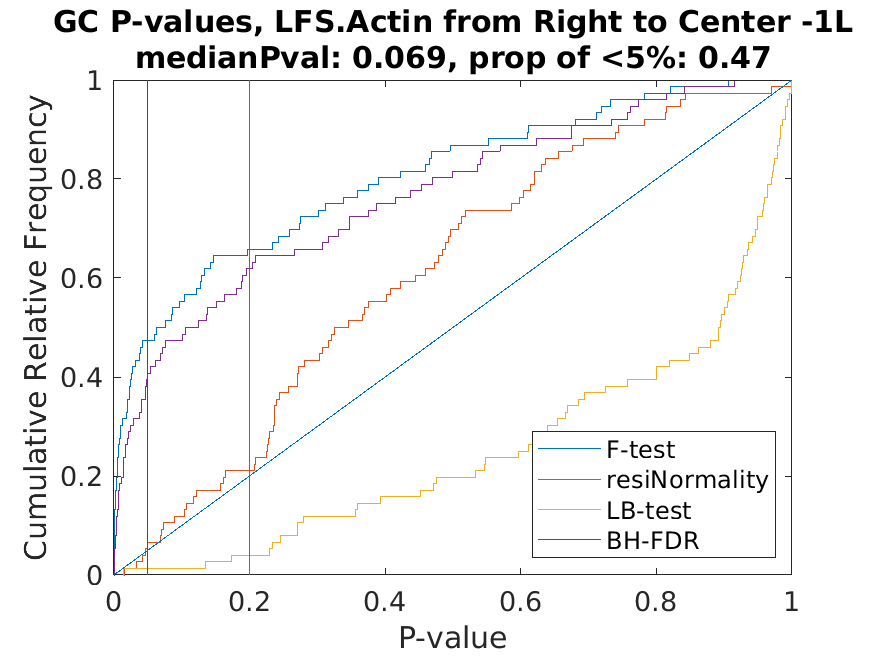 GC P-values, LFS.Actin from Right to Center -1L
medianPval: 0.069, prop of <5%: 0.47
Cumulative Relative Frequency
1
0.8
0.6
0.4
0.2
0
0
0.2
0.4
0.6
0.8
1
P-value
F-test
resiNormality
LB-test
BH-FDR